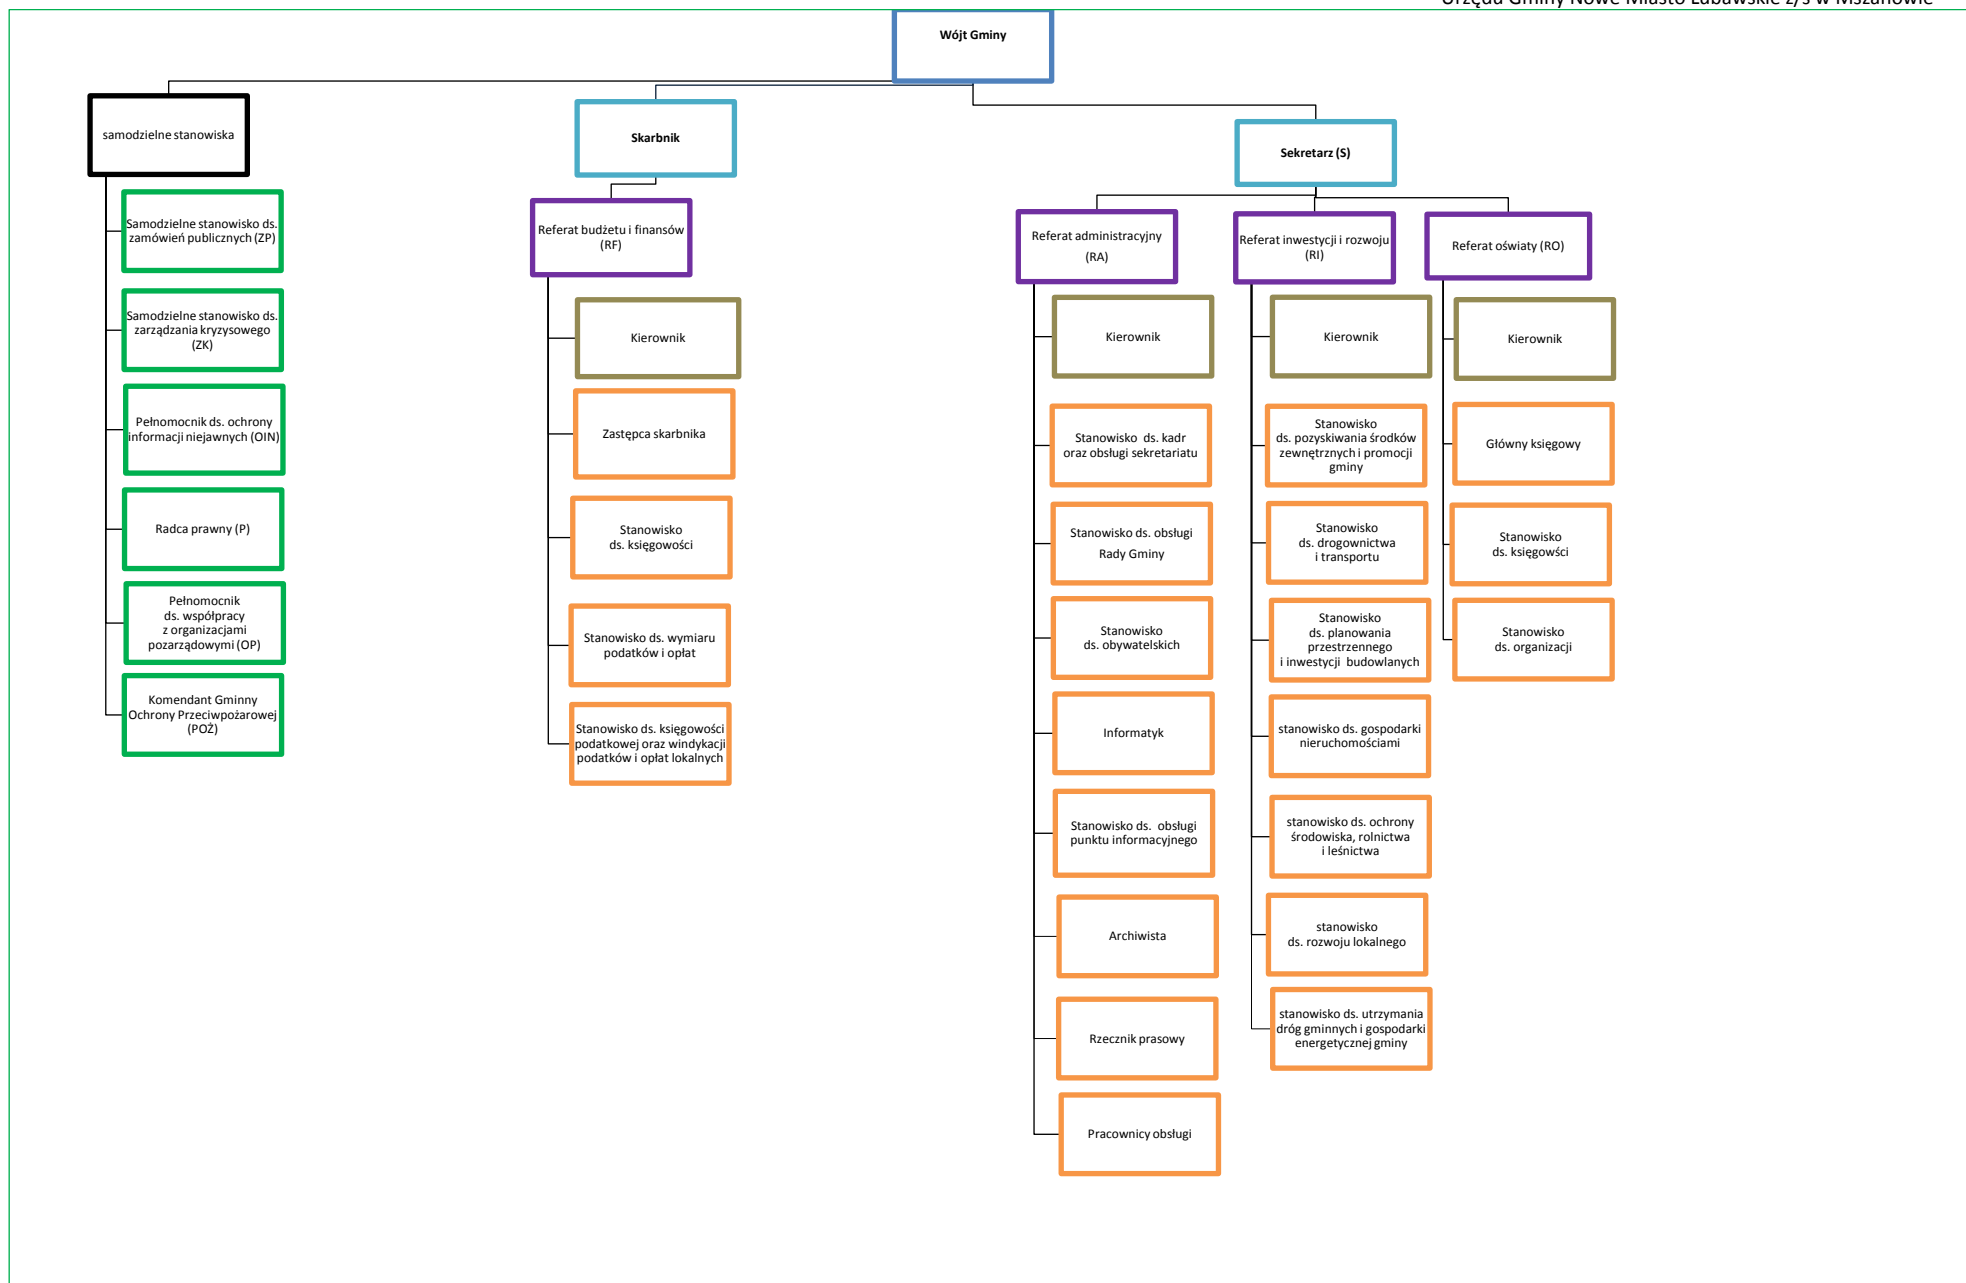 Urzędu Gminy Nowe Miasto Lubawskie z/s w Mszanowie
Wójt Gminy
samodzielne stanowiska
Skarbnik
Sekretarz (S)
Samodzielne stanowisko ds.
zamówień publicznych (ZP)
Samodzielne stanowisko ds.
zarządzania kryzysowego
(ZK)
Pełnomocnik ds. ochrony
informacji niejawnych (OIN)
Radca prawny (P)
Pełnomocnik
ds. współpracy
z organizacjami
pozarządowymi (OP)
Komendant Gminny
Ochrony Przeciwpożarowej
(POŻ)
Referat budżetu i finansów
(RF)
Kierownik
Zastępca skarbnika
Stanowisko
ds. księgowości
Stanowisko ds. wymiaru
podatków i opłat
Stanowisko ds. księgowości
podatkowej oraz windykacji
podatków i opłat lokalnych
Referat administracyjny
(RA)
Kierownik
Stanowisko ds. kadr
oraz obsługi sekretariatu
Stanowisko ds. obsługi
Rady Gminy
Stanowisko
ds. obywatelskich
Informatyk
Stanowisko ds. obsługi
punktu informacyjnego
Archiwista
Rzecznik prasowy
Pracownicy obsługi
Referat inwestycji i rozwoju
(RI)
Kierownik
Stanowisko
ds. pozyskiwania środków
zewnętrznych i promocji
gminy
Stanowisko
ds. drogownictwa
i transportu
Stanowisko
ds. planowania
przestrzennego
i inwestycji budowlanych
stanowisko ds. gospodarki
nieruchomościami
stanowisko ds. ochrony
środowiska, rolnictwa
i leśnictwa
stanowisko
ds. rozwoju lokalnego
stanowisko ds. utrzymania
dróg gminnych i gospodarki
energetycznej gminy
Referat oświaty (RO)
Kierownik
Główny księgowy
Stanowisko
ds. księgowści
Stanowisko
ds. organizacji